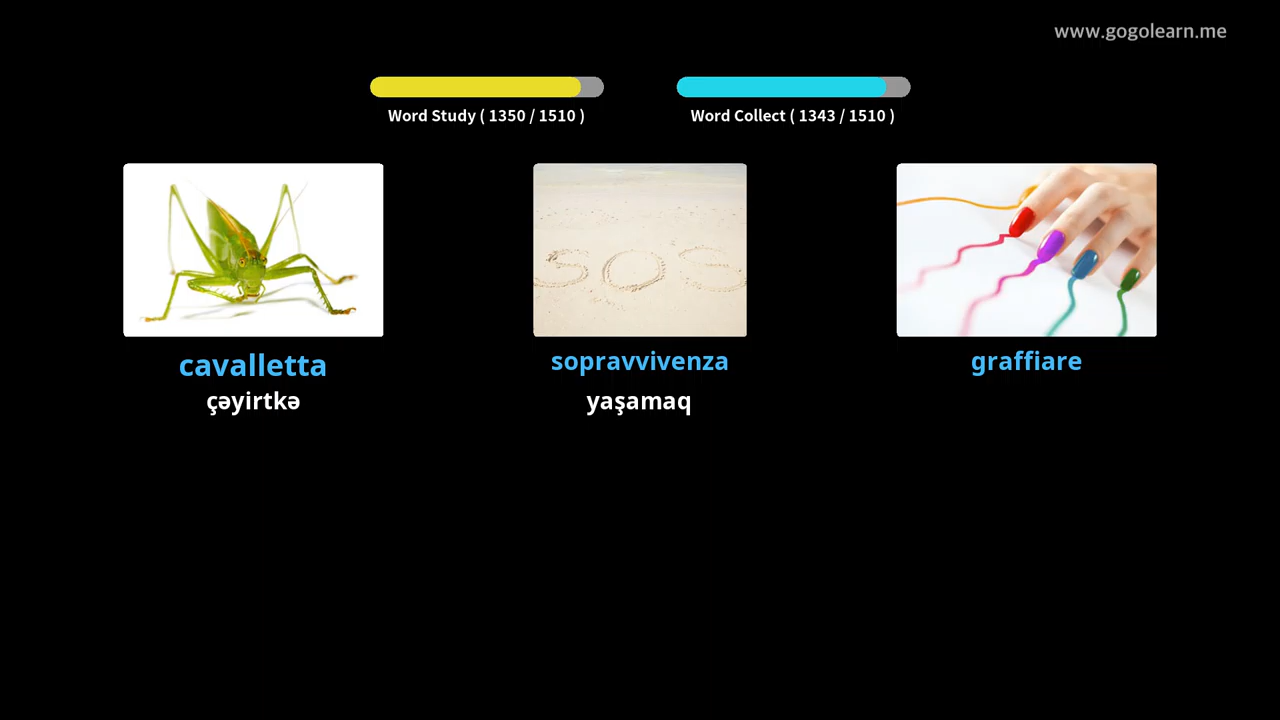 www.gogolearn.me
Word Study ( 1350 / 1510 )
Word Collect ( 1343 / 1510 )
SOS
cavalletta
sopravvivenza
graffiare
çəyirtkə
yaşamaq